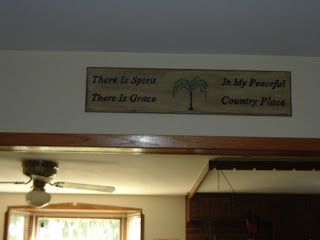 There Is Spirit
There Is Grace
In My Peaceful
Country Place